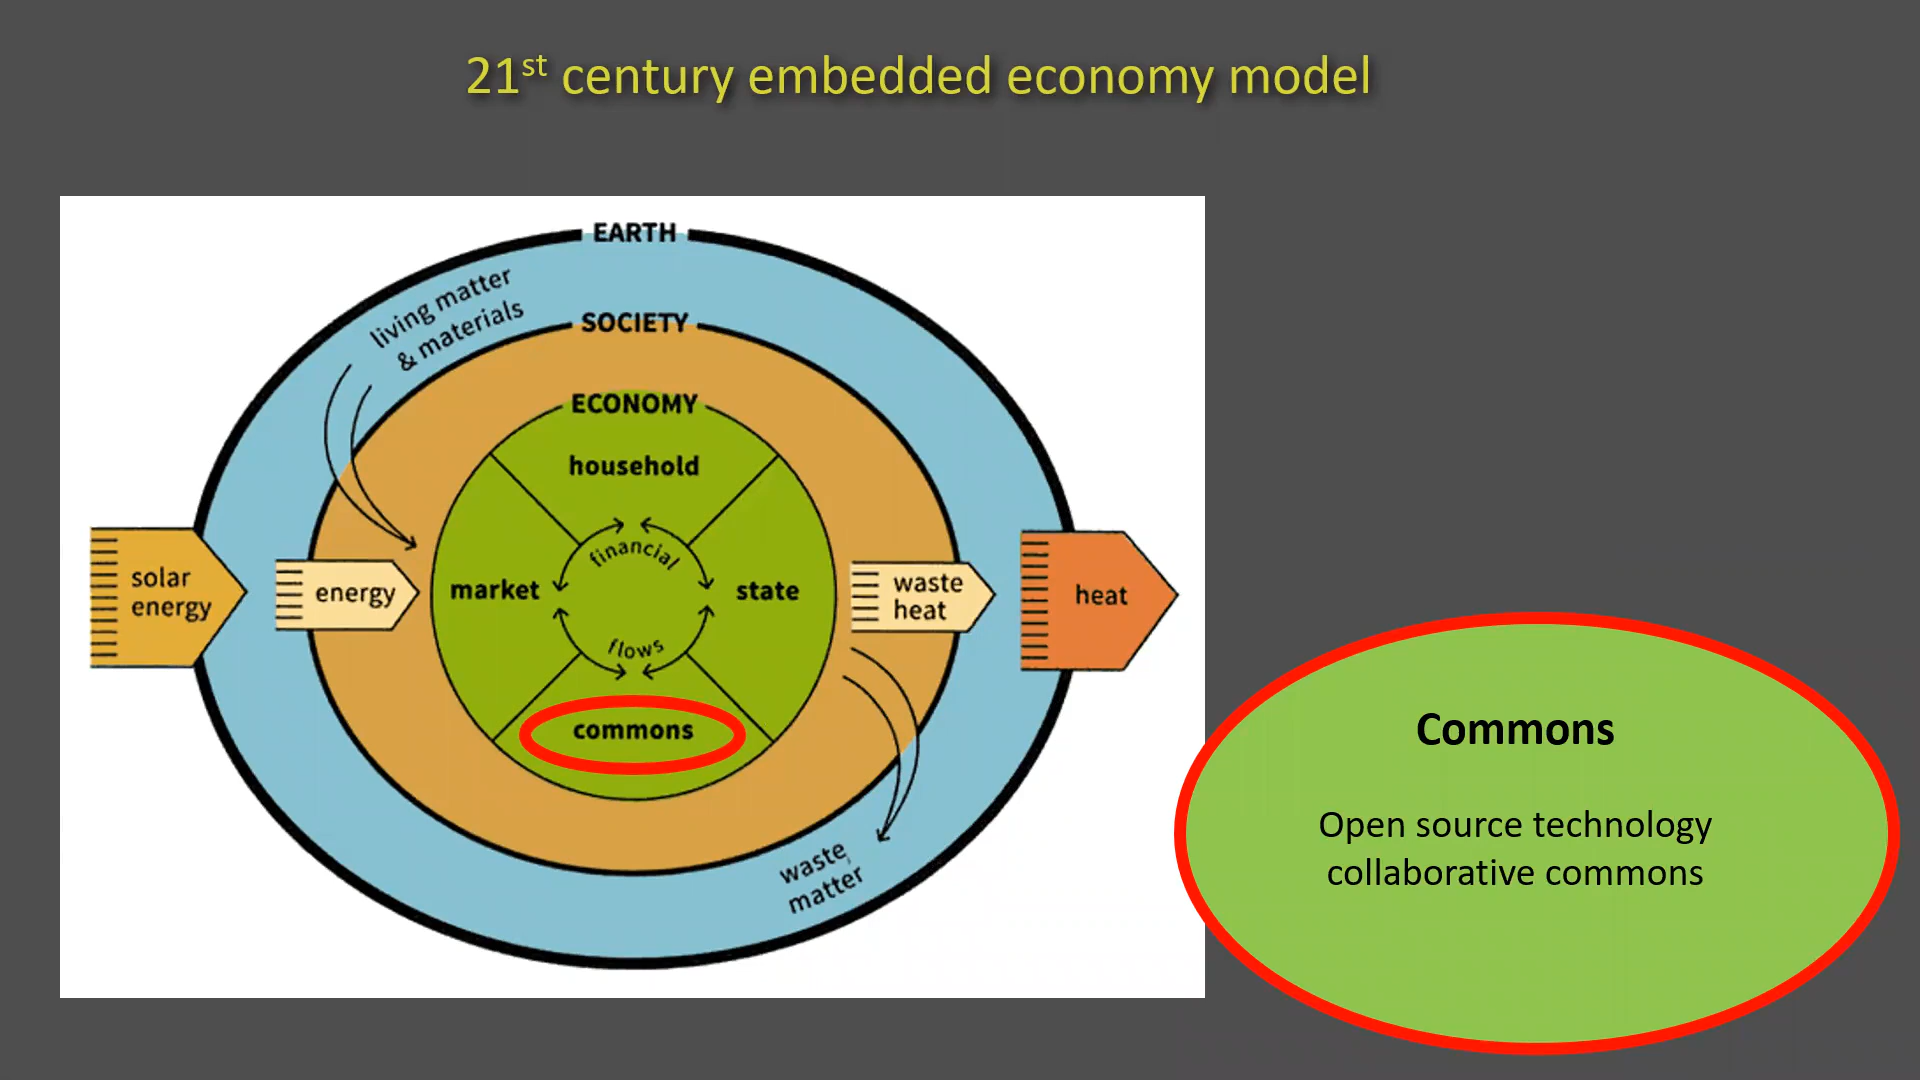 21st century embedded economy model
EARTH
living matter
& materials
SOCIETY
ECONOMY
household
financial
market
state
flows
commons
solar
energy
energy
waste
heat
heat
waste
matter
Commons
Open source technology
collaborative commons